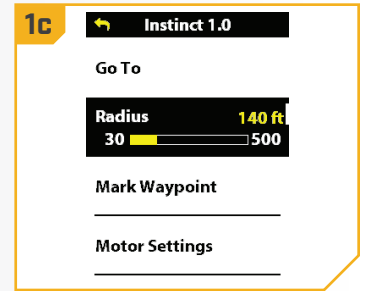 1c
Instinct 1.0
Go To
Radius 140 ft
30 500
Mark Waypoint
Motor Settings